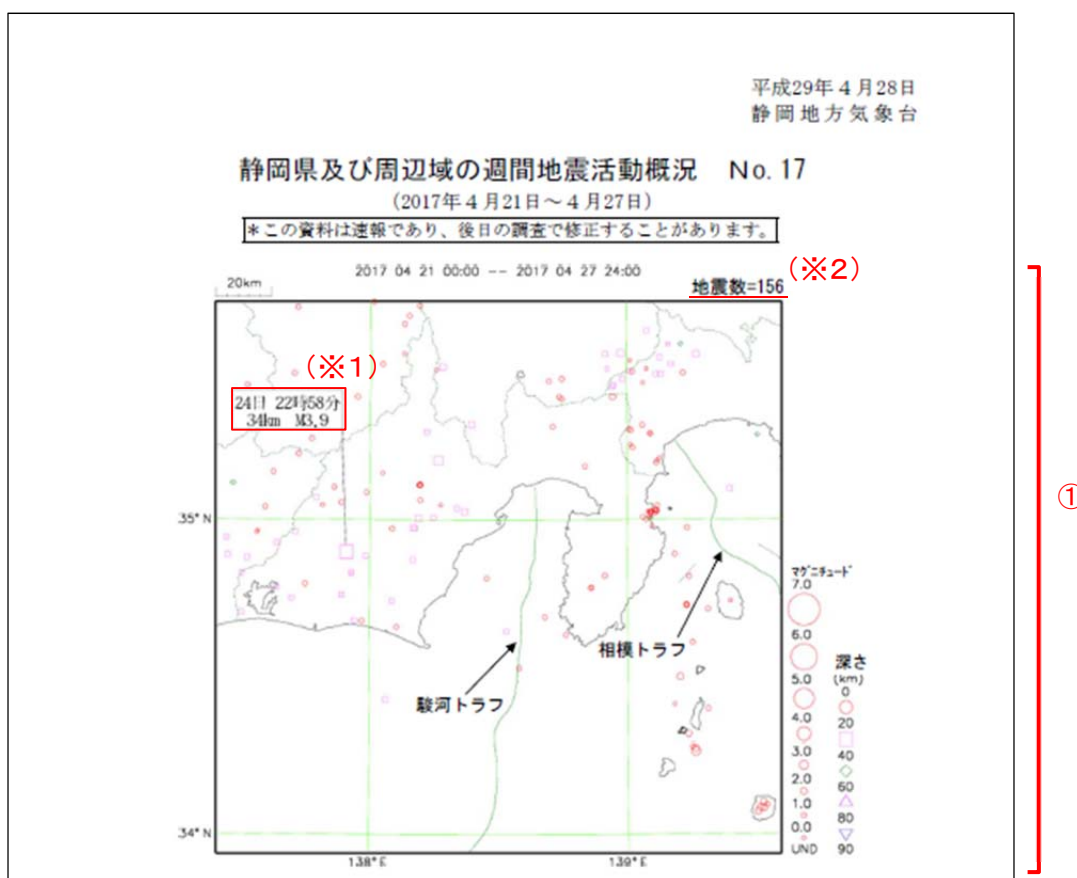 平成29年4月28日
静岡地方気象台
静岡県及び周辺域の週間地震活動概況 No. 17
(2017年4月21日～4月27日)
*この資料は速報であり、後日の調査で修正することがあります。
2017 04 21 00:00 -- 2017 04 27 24:00
(※2)
20km
地震数=156
(※1)
24日 22時58分
34km M3.9
①
35°N
相模トラフ
駿河トラフ
マグニチュード
7.0
6.0
5.0
4.0
3.0
2.0
1.0
0.0
UND
深さ
(km)
0
20
40
60
80
90
34°N
138°E
139°E